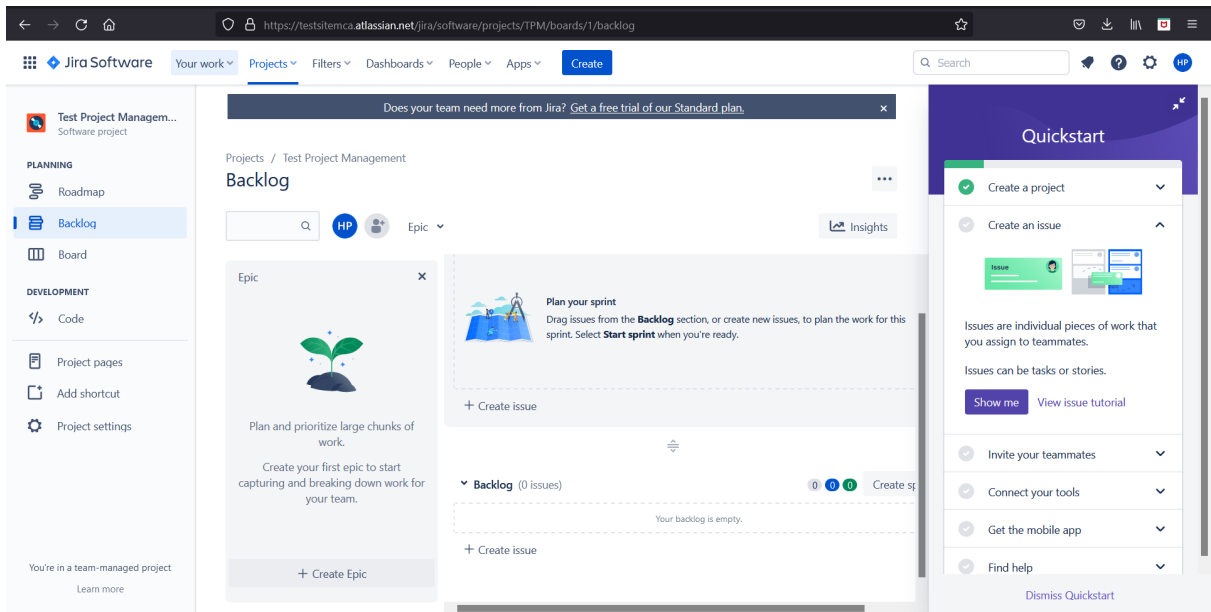 https://testsitemca.atlassian.net/jira/software/projects/TPM/boards/1/backlog
Jira Software
Your work
Projects
Filters
Dashboards
People
Apps
Create
Search
HP
Test Project Managem...
Software project
PLANNING
Roadmap
Backlog
Board
DEVELOPMENT
Code
Project pages
Add shortcut
Project settings
You're in a team-managed project
Learn more
Does your team need more from Jira? Get a free trial of our Standard plan.
Projects / Test Project Management
Backlog
HP
Epic
Insights
Epic
Plan and prioritize large chunks of
work.
Create your first epic to start
capturing and breaking down work for
your team.
+ Create Epic
Plan your sprint
Drag issues from the Backlog section, or create new issues, to plan the work for this
sprint. Select Start sprint when you're ready.
+ Create issue
Backlog (0 issues)
0 0 0
Create sp
Your backlog is empty.
+ Create issue
Quickstart
Create a project
Create an issue
Issue
Issues are individual pieces of work that
you assign to teammates.
Issues can be tasks or stories.
Show me
View issue tutorial
Invite your teammates
Connect your tools
Get the mobile app
Find help
Dismiss Quickstart